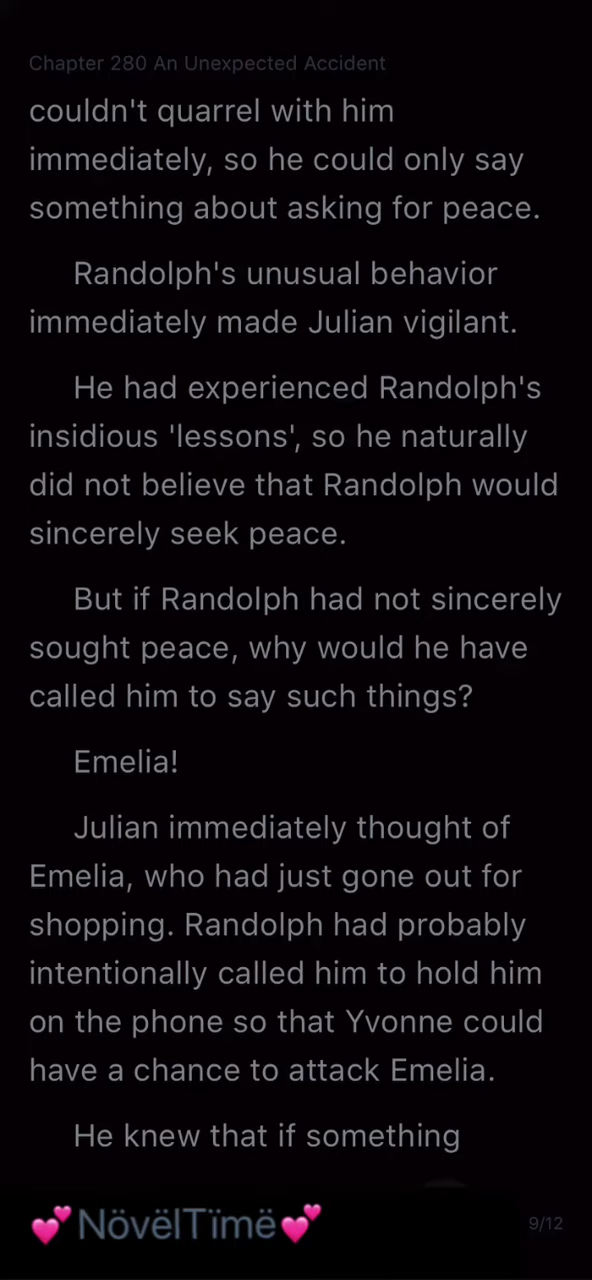 Chapter 280 An Unexpected Accident
couldn't quarrel with him
immediately, so he could only say
something about asking for peace.
Randolph's unusual behavior
immediately made Julian vigilant.
He had experienced Randolph's
insidious 'lessons', so he naturally
did not believe that Randolph would
sincerely seek peace.
But if Randolph had not sincerely
sought peace, why would he have
called him to say such things?
Emelia!
Julian immediately thought of
Emelia, who had just gone out for
shopping. Randolph had probably
intentionally called him to hold him
on the phone so that Yvonne could
have a chance to attack Emelia.
He knew that if something
💕NövëlTïmë💕
9/12